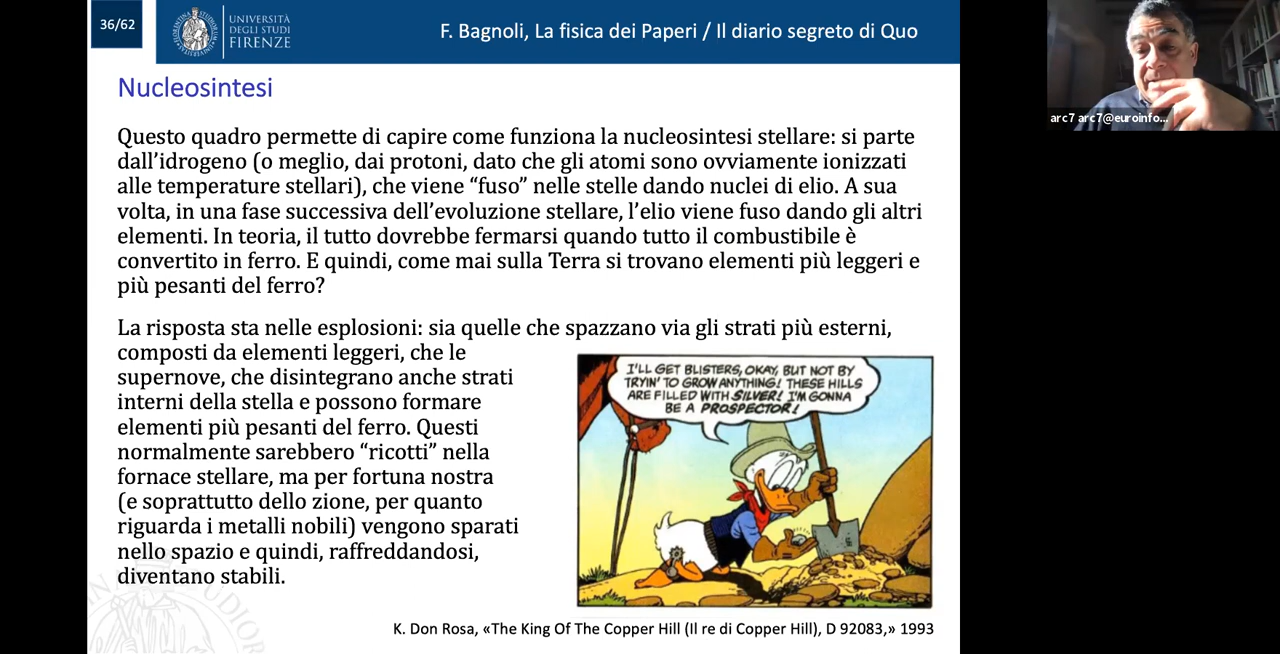 36/62
UNIVERSITÀ
DEGLI STUDI
FIRENZE
F. Bagnoli, La fisica dei Paperi / Il diario segreto di Quo
arc7 arc7@euroinfo...
Nucleosintesi
Questo quadro permette di capire come funziona la nucleosintesi stellare: si parte
dall’idrogeno (o meglio, dai protoni, dato che gli atomi sono ovviamente ionizzati
alle temperature stellari), che viene “fuso” nelle stelle dando nuclei di elio. A sua
volta, in una fase successiva dell’evoluzione stellare, l’elio viene fuso dando gli altri
elementi. In teoria, il tutto dovrebbe fermarsi quando tutto il combustibile è
convertito in ferro. E quindi, come mai sulla Terra si trovano elementi più leggeri e
più pesanti del ferro?
La risposta sta nelle esplosioni: sia quelle che spazzano via gli strati più esterni,
composti da elementi leggeri, che le
supernove, che disintegrano anche strati
interni della stella e possono formare
elementi più pesanti del ferro. Questi
normalmente sarebbero “ricotti” nella
fornace stellare, ma per fortuna nostra
(e soprattutto dello zione, per quanto
riguarda i metalli nobili) vengono sparati
nello spazio e quindi, raffreddandosi,
diventano stabili.
I'LL GET BLISTERS, OKAY, BUT NOT BY
TRYIN' TO GROW ANYTHING! THESE HILLS
ARE FILLED WITH SILVER! I'M GONNA
BE A PROSPECTOR!
K. Don Rosa, «The King Of The Copper Hill (Il re di Copper Hill), D 92083,» 1993